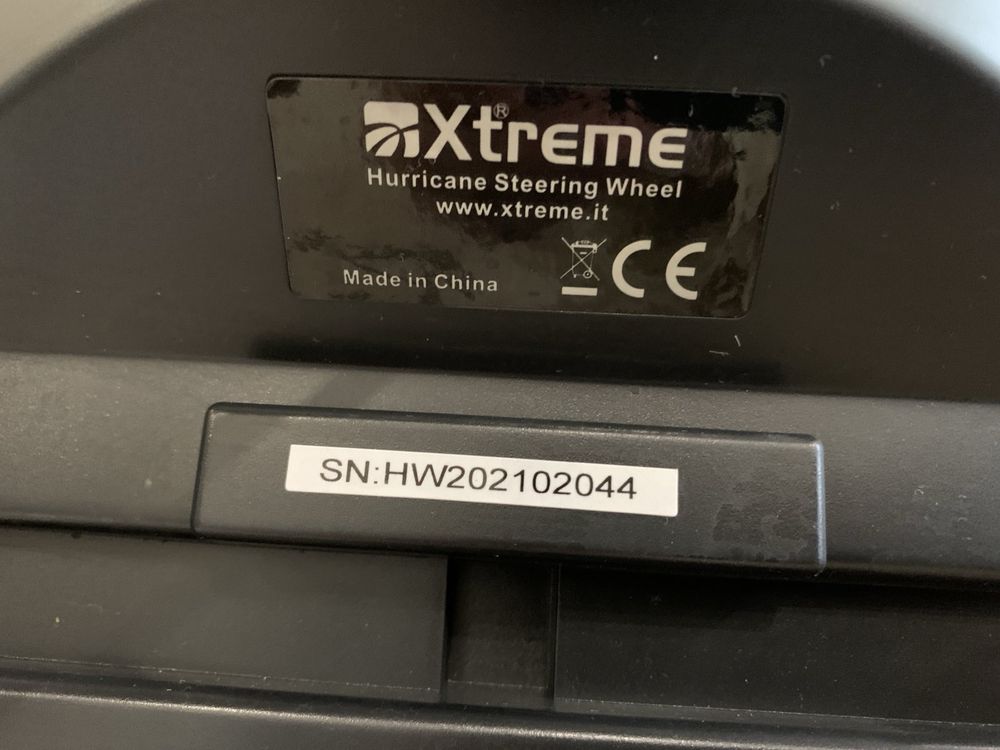 Xtreme®
Hurricane Steering Wheel
www.xtreme.it
Made in China
CE
SN:HW202102044